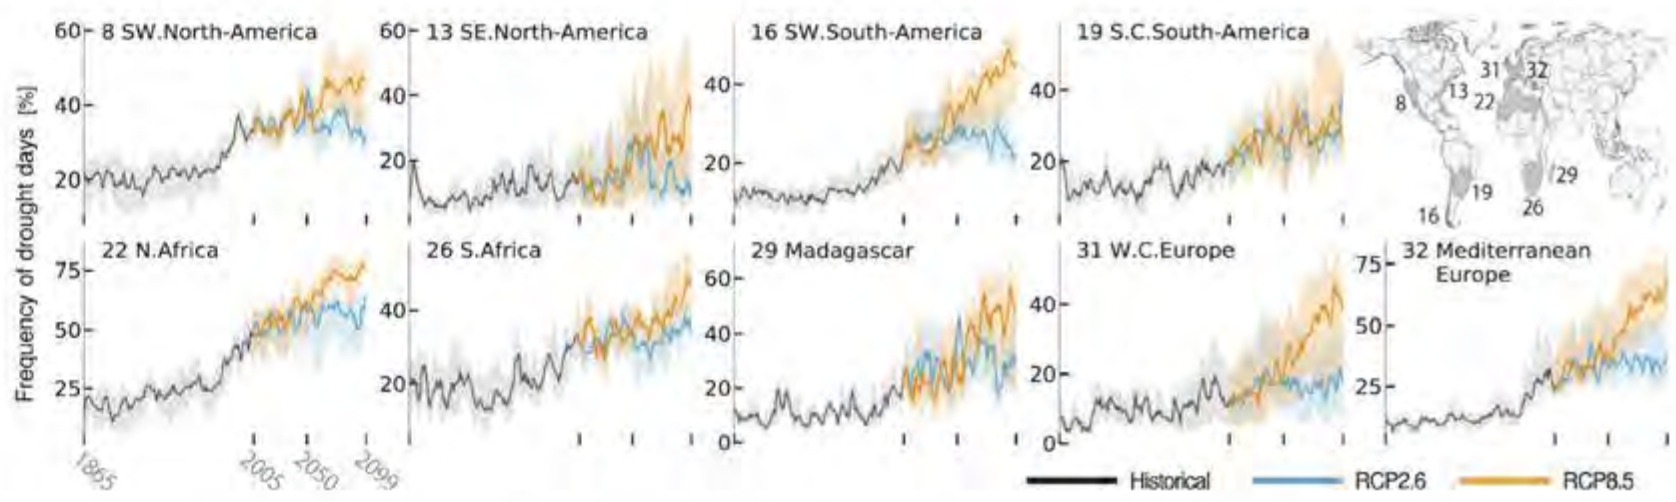 Frequency of drought days [%]
8 SW.North-America
60
40
20
13 SE.North-America
60
40
20
16 SW.South-America
40
20
19 S.C.South-America
40
20
31
32
8
13
22
19
29
16
26
22 N.Africa
75
50
25
1865
2005
2050
2099
26 S.Africa
40
20
29 Madagascar
60
40
20
0
31 W.C.Europe
40
20
0
32 Mediterranean
Europe
75
50
25
Historical
RCP2.6
RCP8.5